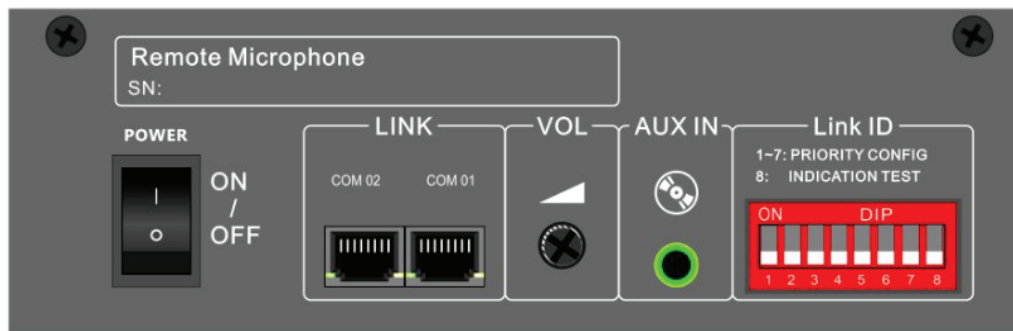 Remote Microphone
SN:
POWER
ON
/
OFF
LINK
COM 02 COM 01
VOL
AUX IN
Link ID
1~7: PRIORITY CONFIG
8: INDICATION TEST
ON DIP
1 2 3 4 5 6 7 8